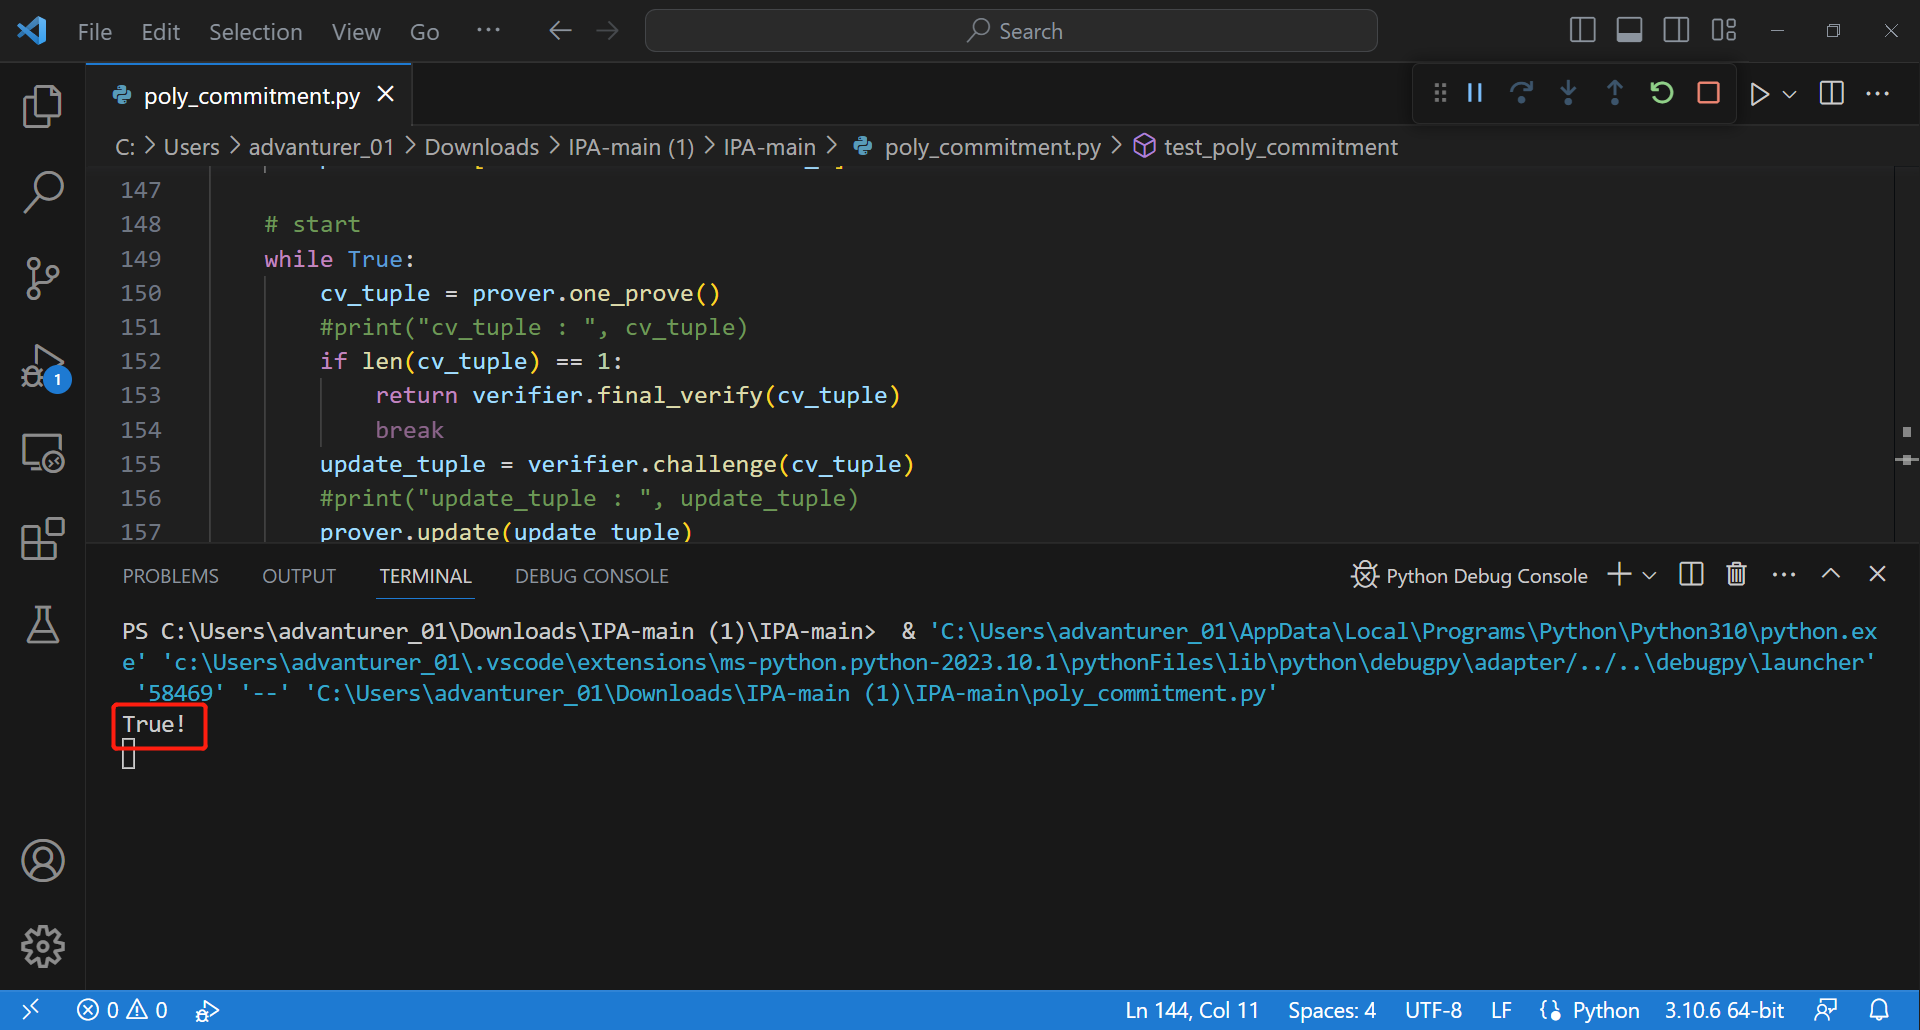 File Edit Selection View Go ··· Search
poly_commitment.py
C: > Users > advanturer_01 > Downloads > IPA-main (1) > IPA-main > poly_commitment.py > test_poly_commitment
147
148 # start
149 while True:
150 cv_tuple = prover.one_prove()
151 #print("cv_tuple : ", cv_tuple)
152 if len(cv_tuple) == 1:
153 return verifier.final_verify(cv_tuple)
154 break
155 update_tuple = verifier.challenge(cv_tuple)
156 #print("update_tuple : ", update_tuple)
157 prover.update(update_tuple)
1
PROBLEMS OUTPUT TERMINAL DEBUG CONSOLE Python Debug Console
PS C:\Users\advanturer_01\Downloads\IPA-main (1)\IPA-main>  & 'C:\Users\advanturer_01\AppData\Local\Programs\Python\Python310\python.ex
e' 'c:\Users\advanturer_01\.vscode\extensions\ms-python.python-2023.10.1\pythonFiles\lib\python\debugpy\adapter/../..\debugpy\launcher'
'58469' '--' 'C:\Users\advanturer_01\Downloads\IPA-main (1)\IPA-main\poly_commitment.py'
True!
0 0 Ln 144, Col 11 Spaces: 4 UTF-8 LF Python 3.10.6 64-bit